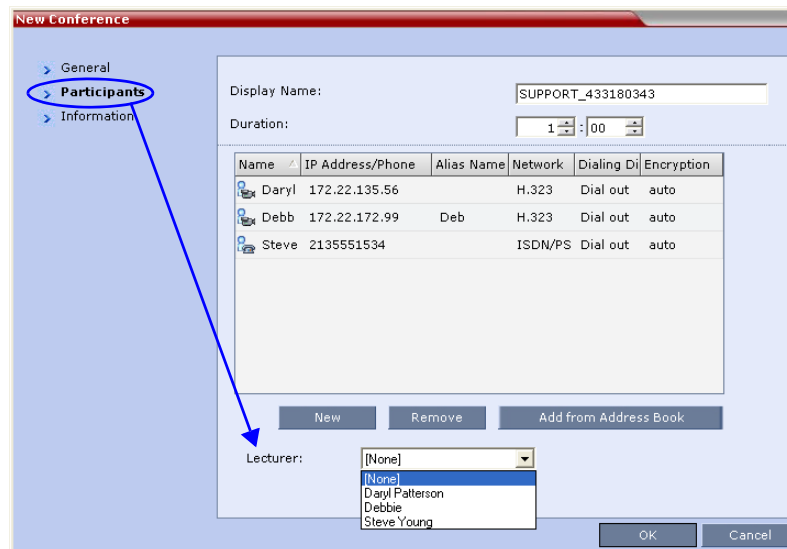 New Conference
General
Participants
Information
Display Name: SUPPORT_433180343
Duration: 1 : 00
Name IP Address/Phone Alias Name Network Dialing Di Encryption
Daryl 172.22.135.56 H.323 Dial out auto
Debb 172.22.172.99 Deb H.323 Dial out auto
Steve 2135551534 ISDN/PS Dial out auto
New Remove Add from Address Book
Lecturer: [None]
[None]
Daryl Patterson
Debbie
Steve Young
OK Cancel